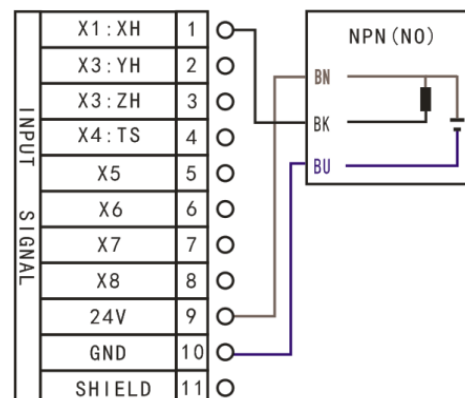 INPUT SIGNAL
X1:XH 1
X3:YH 2
X3:ZH 3
X4:TS 4
X5 5
X6 6
X7 7
X8 8
24V 9
GND 10
SHIELD 11
NPN(NO)
BN
BK
BU